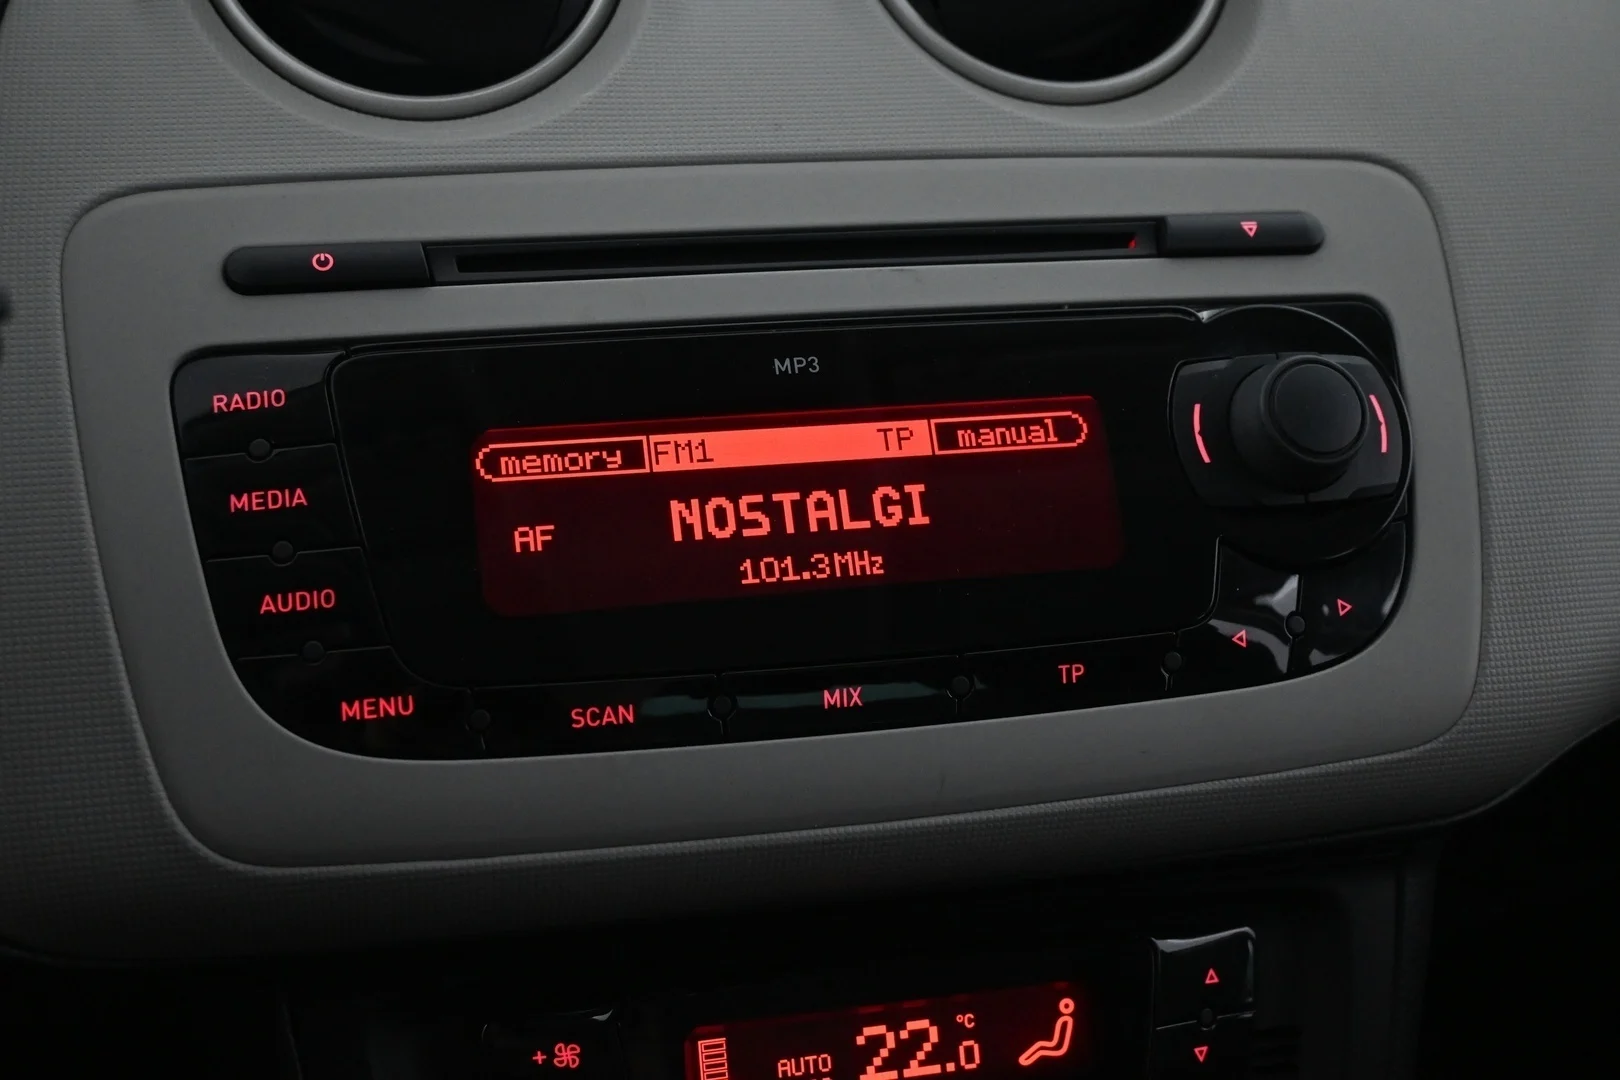 MP3
RADIO
memory FM1 TP manual
MEDIA
AF NOSTALGI
101.3MHz
AUDIO
MENU SCAN MIX TP
AUTO 22.0 °C
+